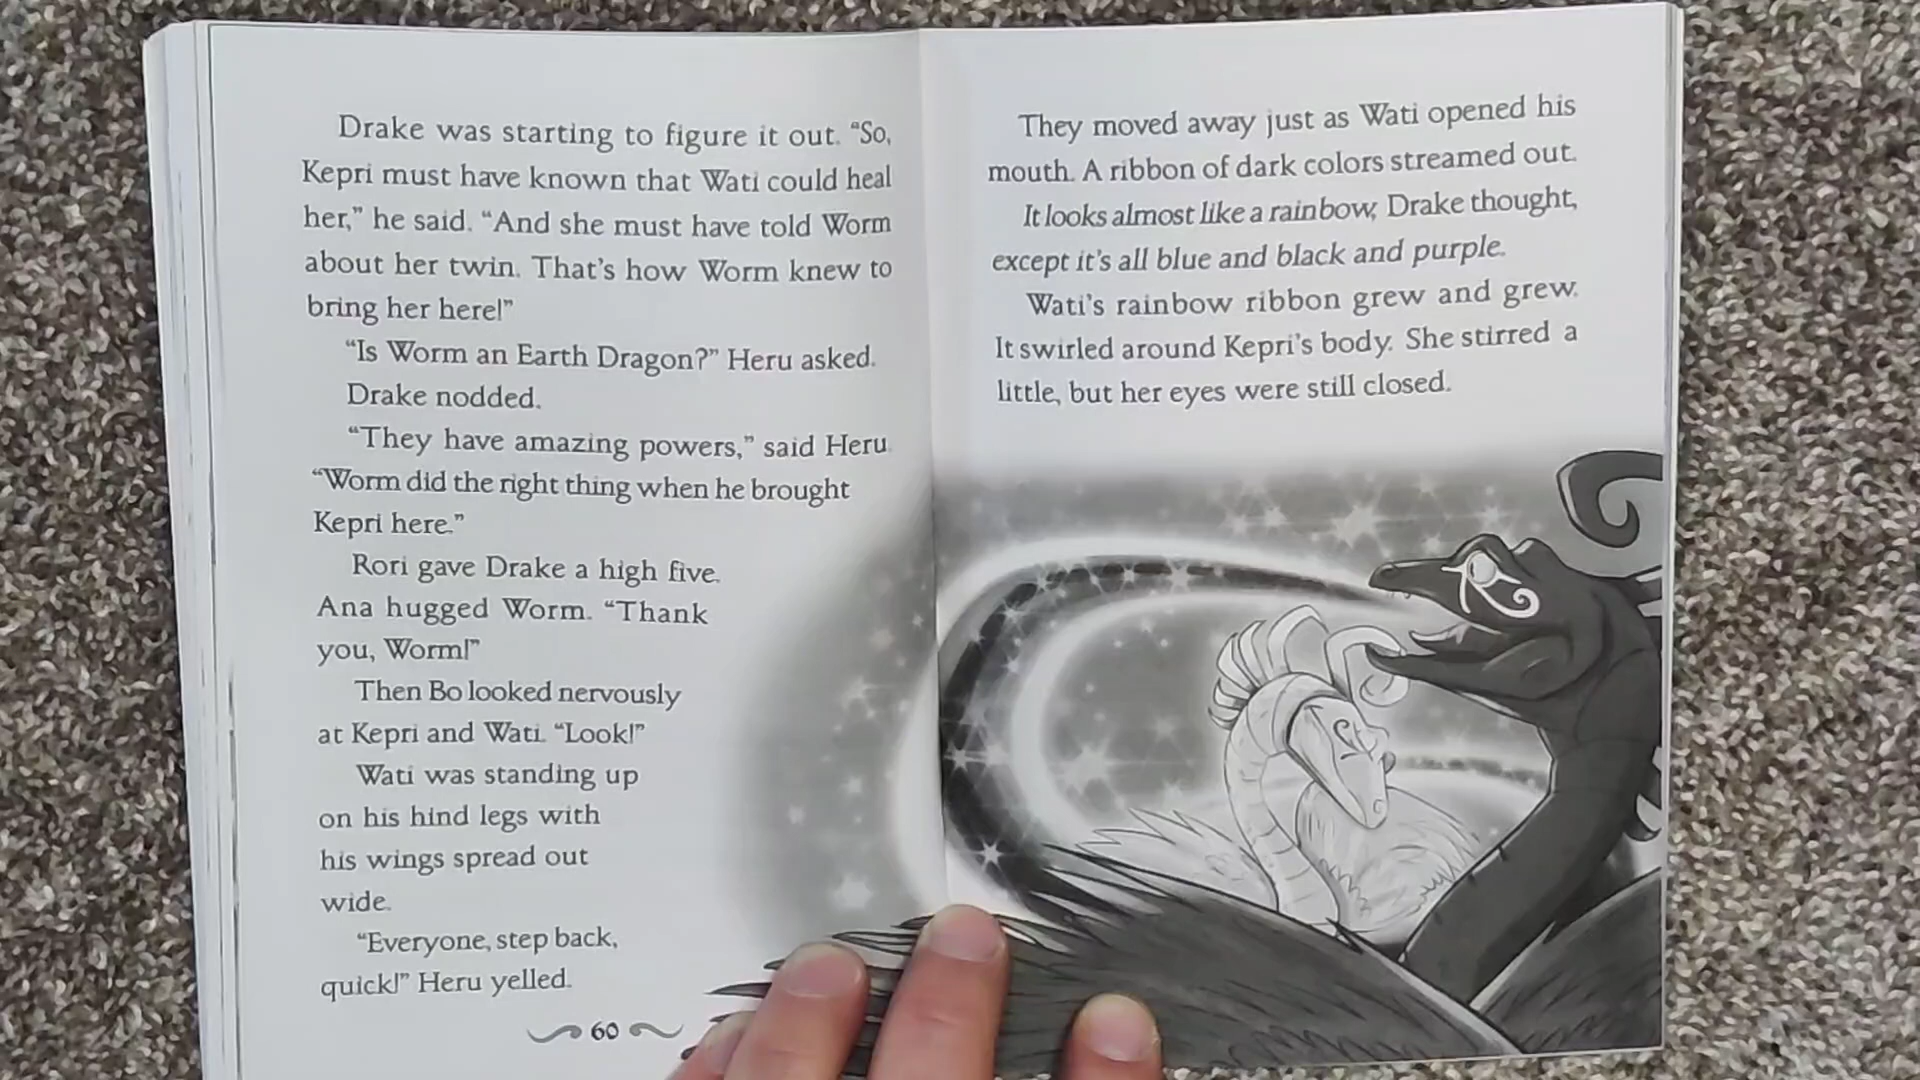 Drake was starting to figure it out. “So,
Kepri must have known that Wati could heal
her,” he said. “And she must have told Worm
about her twin. That’s how Worm knew to
bring her here!”
“Is Worm an Earth Dragon?” Heru asked.
Drake nodded.
“They have amazing powers,” said Heru.
“Worm did the right thing when he brought
Kepri here.”
Rori gave Drake a high five.
Ana hugged Worm. “Thank
you, Worm!”
Then Bo looked nervously
at Kepri and Wati. “Look!”
Wati was standing up
on his hind legs with
his wings spread out
wide.
“Everyone, step back,
quick!” Heru yelled.
60
They moved away just as Wati opened his
mouth. A ribbon of dark colors streamed out.
It looks almost like a rainbow, Drake thought,
except it’s all blue and black and purple.
Wati’s rainbow ribbon grew and grew.
It swirled around Kepri’s body. She stirred a
little, but her eyes were still closed.